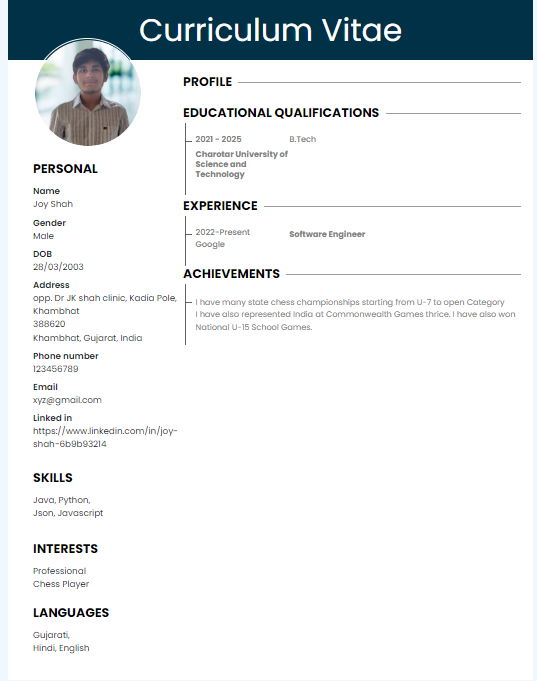 Curriculum Vitae
PERSONAL
Name
Joy Shah
Gender
Male
DOB
28/03/2003
Address
opp. Dr JK shah clinic, Kadia Pole,
Khambhat
388620
Khambhat, Gujarat, India
Phone number
123456789
Email
xyz@gmail.com
Linked in
https://www.linkedin.com/in/joy-
shah-6b9b93214
SKILLS
Java, Python,
Json, Javascript
INTERESTS
Professional
Chess Player
LANGUAGES
Gujarati,
Hindi, English
PROFILE
EDUCATIONAL QUALIFICATIONS
2021 - 2025 B.Tech
Charotar University of
Science and
Technology
EXPERIENCE
2022-Present Software Engineer
Google
ACHIEVEMENTS
I have many state chess championships starting from U-7 to open Category
I have also represented India at Commonwealth Games thrice. I have also won
National U-15 School Games.